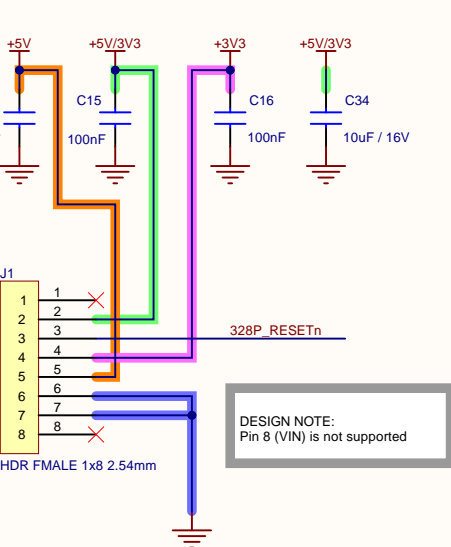 +5V
+5V/3V3
+3V3
+5V/3V3
C15
C16
C34
100nF
100nF
10uF / 16V
J1
1 1
2 2
3 3
328P_RESETn
4 4
5 5
6 6
7 7
8 8
DESIGN NOTE:
Pin 8 (VIN) is not supported
HDR FMALE 1x8 2.54mm